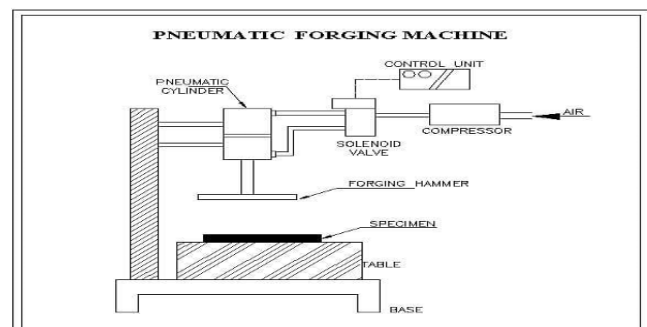 PNEUMATIC FORGING MACHINE
CONTROL UNIT
PNEUMATIC
CYLINDER
AIR
COMPRESSOR
SOLENOID
VALVE
FORGING HAMMER
SPECIMEN
TABLE
BASE